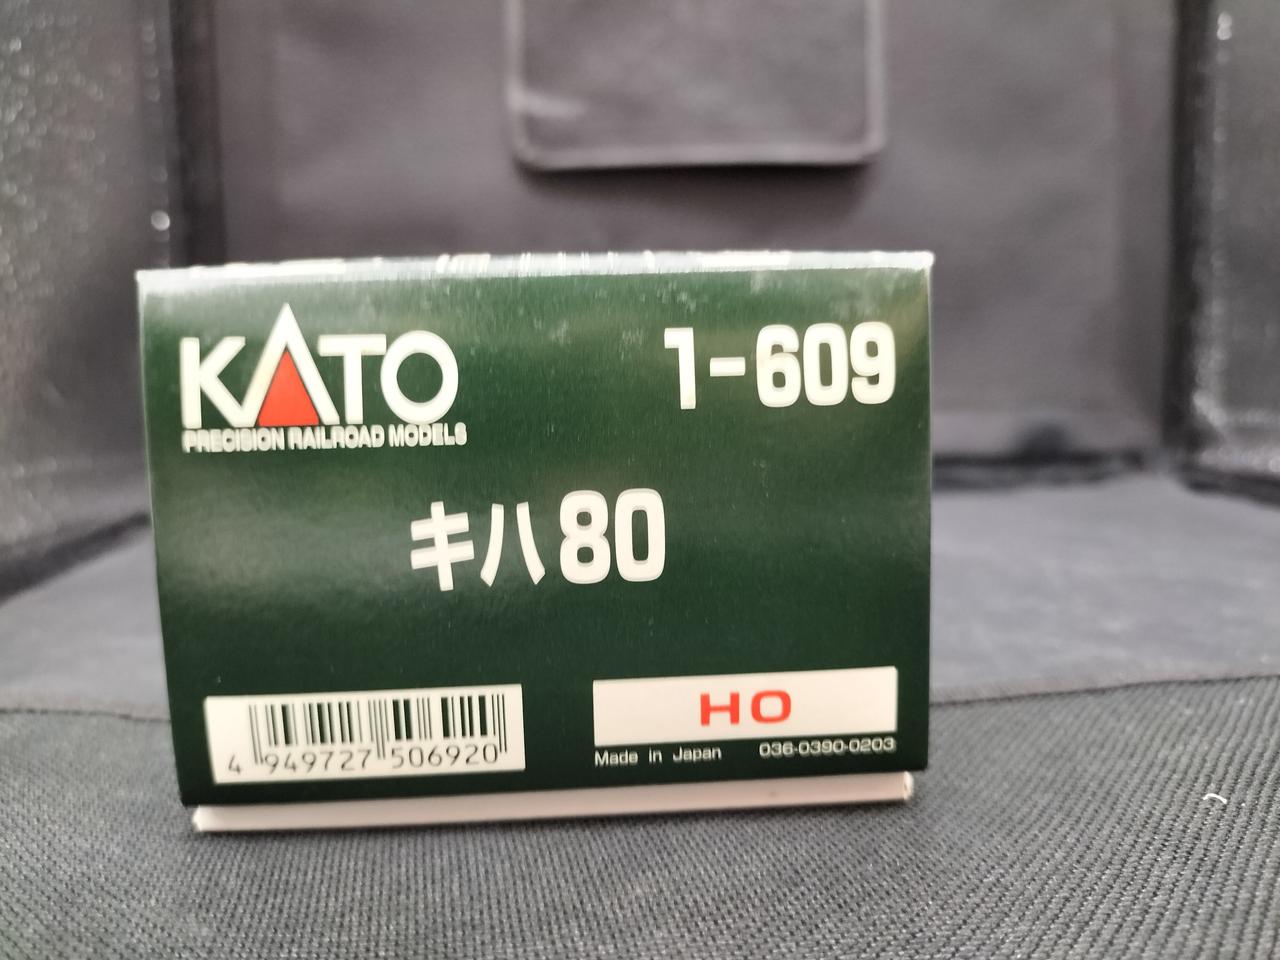 KATO
PRECISION RAILROAD MODELS
1-609
キハ80
4 949727 506920
HO
Made in Japan 036-0390-0203